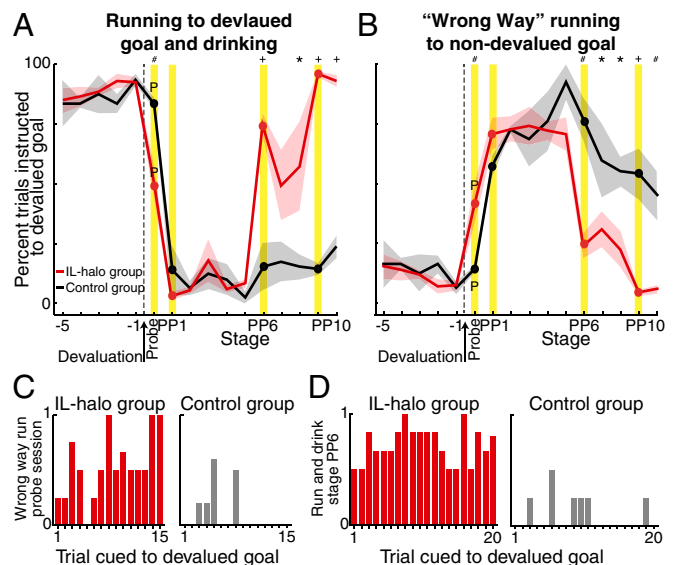 A
Running to devlaued
goal and drinking
B
"Wrong Way" running
to non-devalued goal
Percent trials instructed
to devalued goal
100
0
# + * + +
P
P
IL-halo group
Control group
-5 -1 PP1 PP6 PP10
Probe
Devaluation
Stage
# # * * + #
P
P
-5 -1 PP1 PP6 PP10
Probe
Devaluation
Stage
C
IL-halo group Control group
Wrong way run
probe session
1
0
1 15 1 15
Trial cued to devalued goal
D
IL-halo group Control group
Run and drink
stage PP6
1
0
1 20 1 20
Trial cued to devalued goal